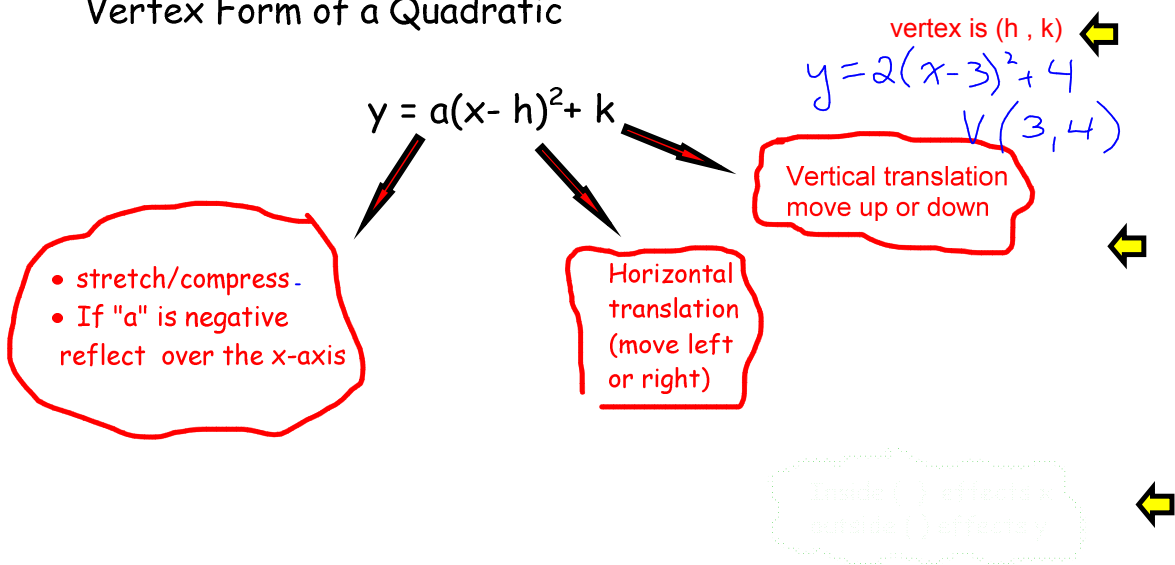 Vertex Form of a Quadratic
vertex is (h , k)
y = 2(x-3)²+ 4
V (3,4)
y = a(x- h)²+ k
Vertical translation
move up or down
• stretch/compress -
• If "a" is negative
reflect over the x-axis
Horizontal
translation
(move left
or right)